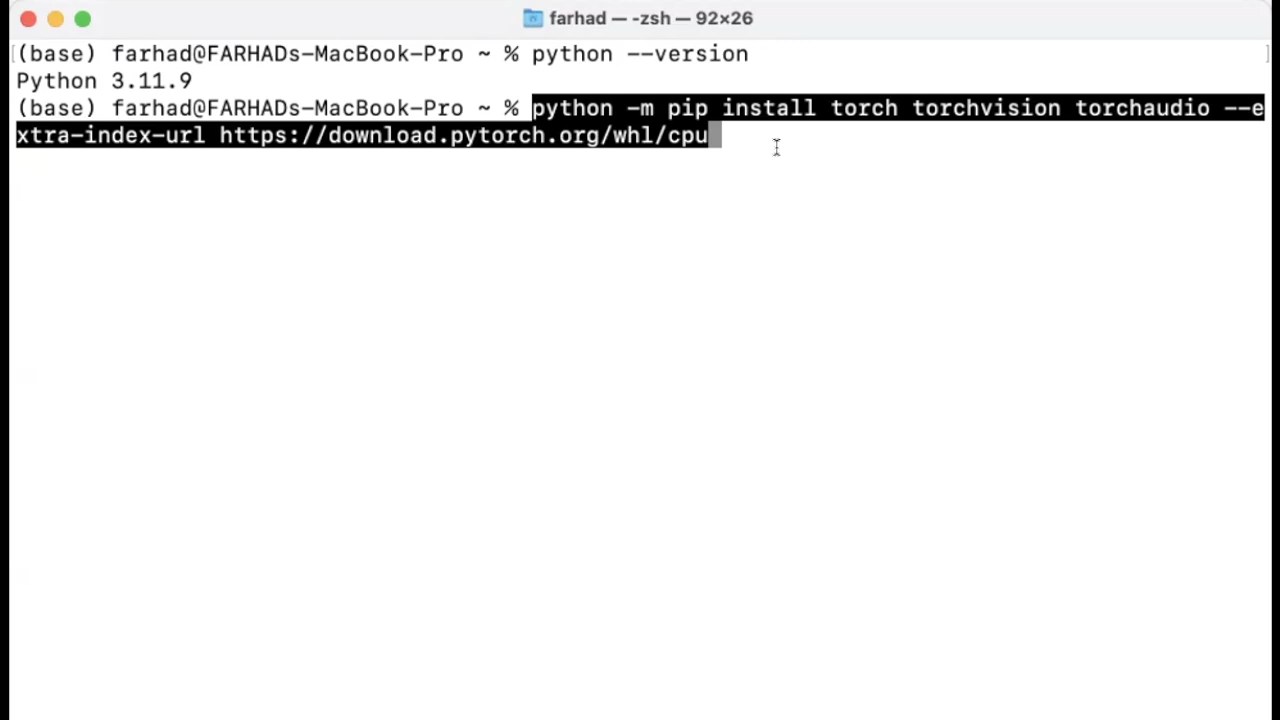 farhad — -zsh — 92×26
(base) farhad@FARHADs-MacBook-Pro ~ % python --version
Python 3.11.9
(base) farhad@FARHADs-MacBook-Pro ~ % python -m pip install torch torchvision torchaudio --e
xtra-index-url https://download.pytorch.org/whl/cpu